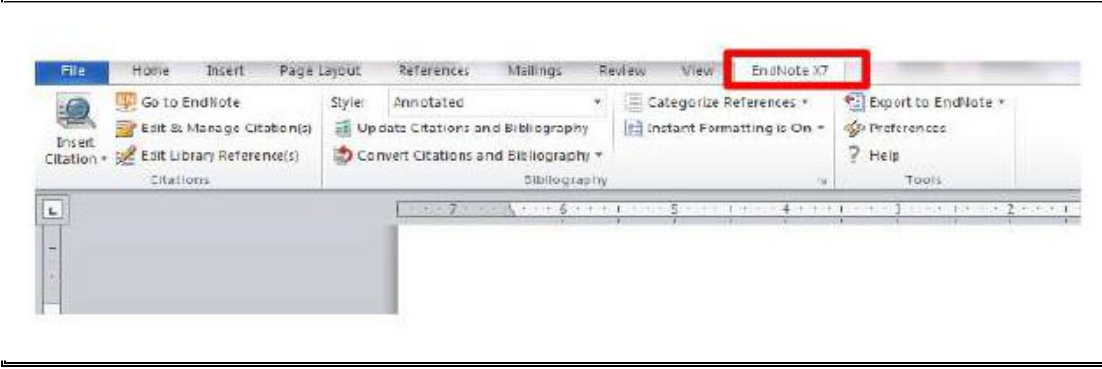 File Home Insert Page Layout References Mailings Review View EndNote X7
Go to EndNote Style: Annotated Categorize References Export to EndNote
Edit & Manage Citation(s) Update Citations and Bibliography Instant Formatting is On Preferences
Insert
Citation Edit Library Reference(s) Convert Citations and Bibliography ? Help
Citations Bibliography Tools
L 7 6 5 4 3 2 1